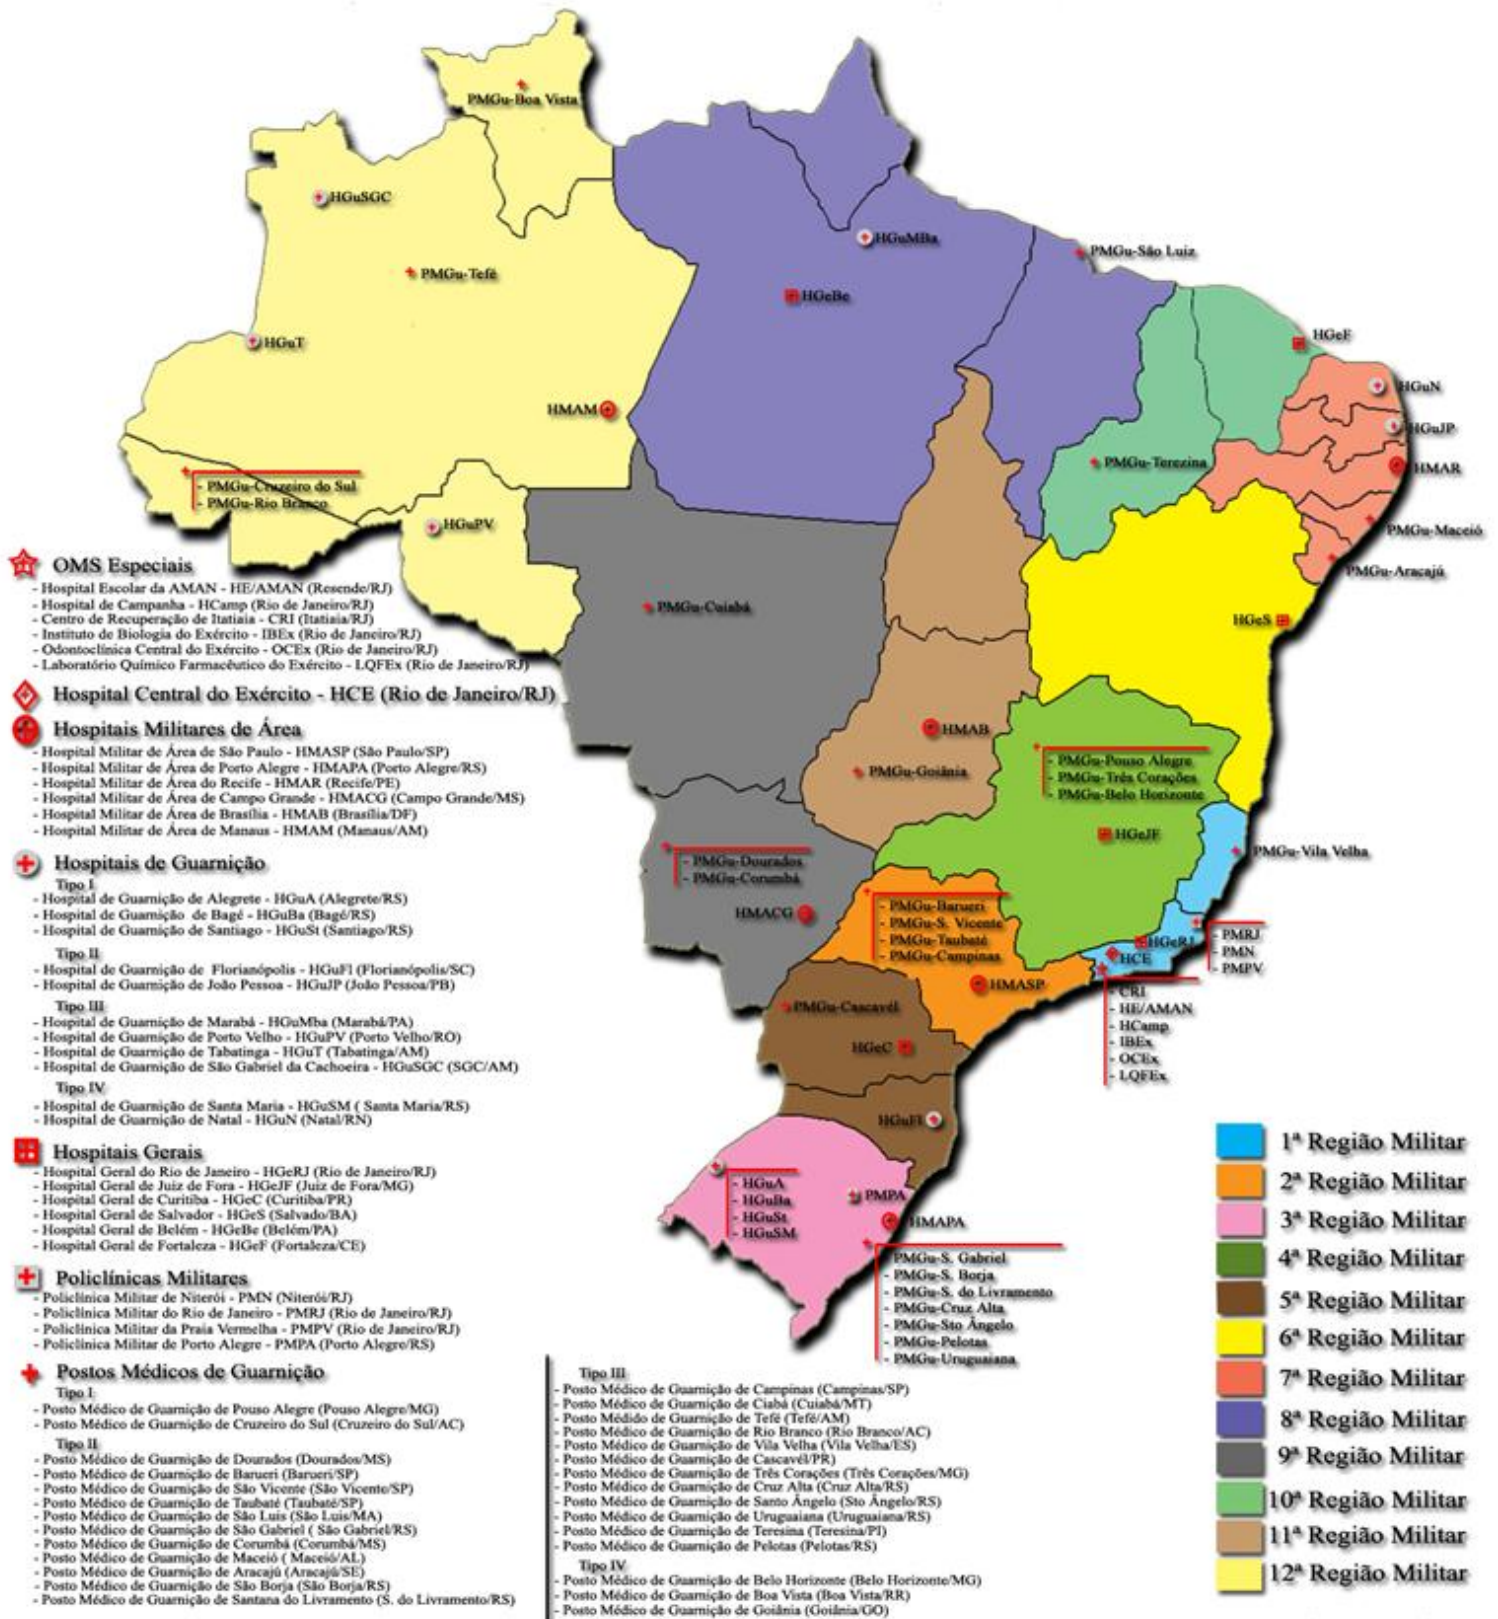 PMGu-Boa Vista
HGuSGC
PMGu-Tefé
HGuT
HMAM
- PMGu-Cruzeiro do Sul
- PMGu-Rio Branco
HGuPV
HGuMBa
HGeBe
PMGu-São Luiz
HGeF
HGuN
HGuJP
HMAR
PMGu-Terezina
PMGu-Maceió
PMGu-Aracajú
HGeS
PMGu-Cuiabá
HMAB
PMGu-Goiânia
- PMGu-Pouso Alegre
- PMGu-Três Corações
- PMGu-Belo Horizonte
HGeJF
PMGu-Vila Velha
- PMGu-Dourados
- PMGu-Corumbá
HMACG
- PMGu-Barueri
- PMGu-S. Vicente
- PMGu-Taubaté
- PMGu-Campinas
HMASP
HGeRJ
HCE
- PMRJ
- PMN
- PMPV
- CRI
- HE/AMAN
- HCamp
- IBEx
- OCEx
- LQFEx
PMGu-Cascavél
HGeC
HGuFl
- HGuA
- HGuBa
- HGuSt
- HGuSM
PMPA
HMAPA
- PMGu-S. Gabriel
- PMGu-S. Borja
- PMGu-S. do Livramento
- PMGu-Cruz Alta
- PMGu-Sto Ângelo
- PMGu-Pelotas
- PMGu-Uruguaiana
OMS Especiais
- Hospital Escolar da AMAN - HE/AMAN (Resende/RJ)
- Hospital de Campanha - HCamp (Rio de Janeiro/RJ)
- Centro de Recuperação de Itatiaia - CRI (Itatiaia/RJ)
- Instituto de Biologia do Exército - IBEx (Rio de Janeiro/RJ)
- Odontoclínica Central do Exército - OCEx (Rio de Janeiro/RJ)
- Laboratório Químico Farmacêutico do Exército - LQFEx (Rio de Janeiro/RJ)
Hospital Central do Exército - HCE (Rio de Janeiro/RJ)
Hospitais Militares de Área
- Hospital Militar de Área de São Paulo - HMASP (São Paulo/SP)
- Hospital Militar de Área de Porto Alegre - HMAPA (Porto Alegre/RS)
- Hospital Militar de Área do Recife - HMAR (Recife/PE)
- Hospital Militar de Área de Campo Grande - HMACG (Campo Grande/MS)
- Hospital Militar de Área de Brasília - HMAB (Brasília/DF)
- Hospital Militar de Área de Manaus - HMAM (Manaus/AM)
Hospitais de Guarnição
Tipo I
- Hospital de Guarnição de Alegrete - HGuA (Alegrete/RS)
- Hospital de Guarnição de Bagé - HGuBa (Bagé/RS)
- Hospital de Guarnição de Santiago - HGuSt (Santiago/RS)
Tipo II
- Hospital de Guarnição de Florianópolis - HGuFl (Florianópolis/SC)
- Hospital de Guarnição de João Pessoa - HGuJP (João Pessoa/PB)
Tipo III
- Hospital de Guarnição de Marabá - HGuMba (Marabá/PA)
- Hospital de Guarnição de Porto Velho - HGuPV (Porto Velho/RO)
- Hospital de Guarnição de Tabatinga - HGuT (Tabatinga/AM)
- Hospital de Guarnição de São Gabriel da Cachoeira - HGuSGC (SGC/AM)
Tipo IV
- Hospital de Guarnição de Santa Maria - HGuSM ( Santa Maria/RS)
- Hospital de Guarnição de Natal - HGuN (Natal/RN)
Hospitais Gerais
- Hospital Geral do Rio de Janeiro - HGeRJ (Rio de Janeiro/RJ)
- Hospital Geral de Juiz de Fora - HGeJF (Juiz de Fora/MG)
- Hospital Geral de Curitiba - HGeC (Curitiba/PR)
- Hospital Geral de Salvador - HGeS (Salvado/BA)
- Hospital Geral de Belém - HGeBe (Belém/PA)
- Hospital Geral de Fortaleza - HGeF (Fortaleza/CE)
Policlínicas Militares
- Policlínica Militar de Niterói - PMN (Niterói/RJ)
- Policlínica Militar do Rio de Janeiro - PMRJ (Rio de Janeiro/RJ)
- Policlínica Militar da Praia Vermelha - PMPV (Rio de Janeiro/RJ)
- Policlínica Militar de Porto Alegre - PMPA (Porto Alegre/RS)
Postos Médicos de Guarnição
Tipo I
- Posto Médico de Guarnição de Pouso Alegre (Pouso Alegre/MG)
- Posto Médico de Guarnição de Cruzeiro do Sul (Cruzeiro do Sul/AC)
Tipo II
- Posto Médico de Guarnição de Dourados (Dourados/MS)
- Posto Médico de Guarnição de Barueri (Barueri/SP)
- Posto Médico de Guarnição de São Vicente (São Vicente/SP)
- Posto Médico de Guarnição de Taubaté (Taubaté/SP)
- Posto Médico de Guarnição de São Luis (São Luis/MA)
- Posto Médico de Guarnição de São Gabriel ( São Gabriel/RS)
- Posto Médico de Guarnição de Corumbá (Corumbá/MS)
- Posto Médico de Guarnição de Maceió ( Maceió/AL)
- Posto Médico de Guarnição de Aracajú (Aracajú/SE)
- Posto Médico de Guarnição de São Borja (São Borja/RS)
- Posto Médico de Guarnição de Santana do Livramento (S. do Livramento/RS)
Tipo III
- Posto Médico de Guarnição de Campinas (Campinas/SP)
- Posto Médico de Guarnição de Ciabá (Cuiabá/MT)
- Posto Médido de Guarnição de Tefé (Tefé/AM)
- Posto Médico de Guarnição de Rio Branco (Rio Branco/AC)
- Posto Médico de Guarnição de Vila Velha (Vila Velha/ES)
- Posto Médico de Guarnição de Cascavél/PR)
- Posto Médico de Guarnição de Três Corações (Três Corações/MG)
- Posto Médico de Guarnição de Cruz Alta (Cruz Alta/RS)
- Posto Médico de Guarnição de Santo Ângelo (Sto Ângelo/RS)
- Posto Médico de Guarnição de Uruguaiana (Uruguaiana/RS)
- Posto Médico de Guarnição de Teresina (Teresina/PI)
- Posto Médico de Guarnição de Pelotas (Pelotas/RS)
Tipo IV
- Posto Médico de Guarnição de Belo Horizonte (Belo Horizonte/MG)
- Posto Médico de Guarnição de Boa Vista (Boa Vista/RR)
- Posto Médico de Guarnição de Goiânia (Goiânia/GO)
1ª Região Militar
2ª Região Militar
3ª Região Militar
4ª Região Militar
5ª Região Militar
6ª Região Militar
7ª Região Militar
8ª Região Militar
9ª Região Militar
10ª Região Militar
11ª Região Militar
12ª Região Militar